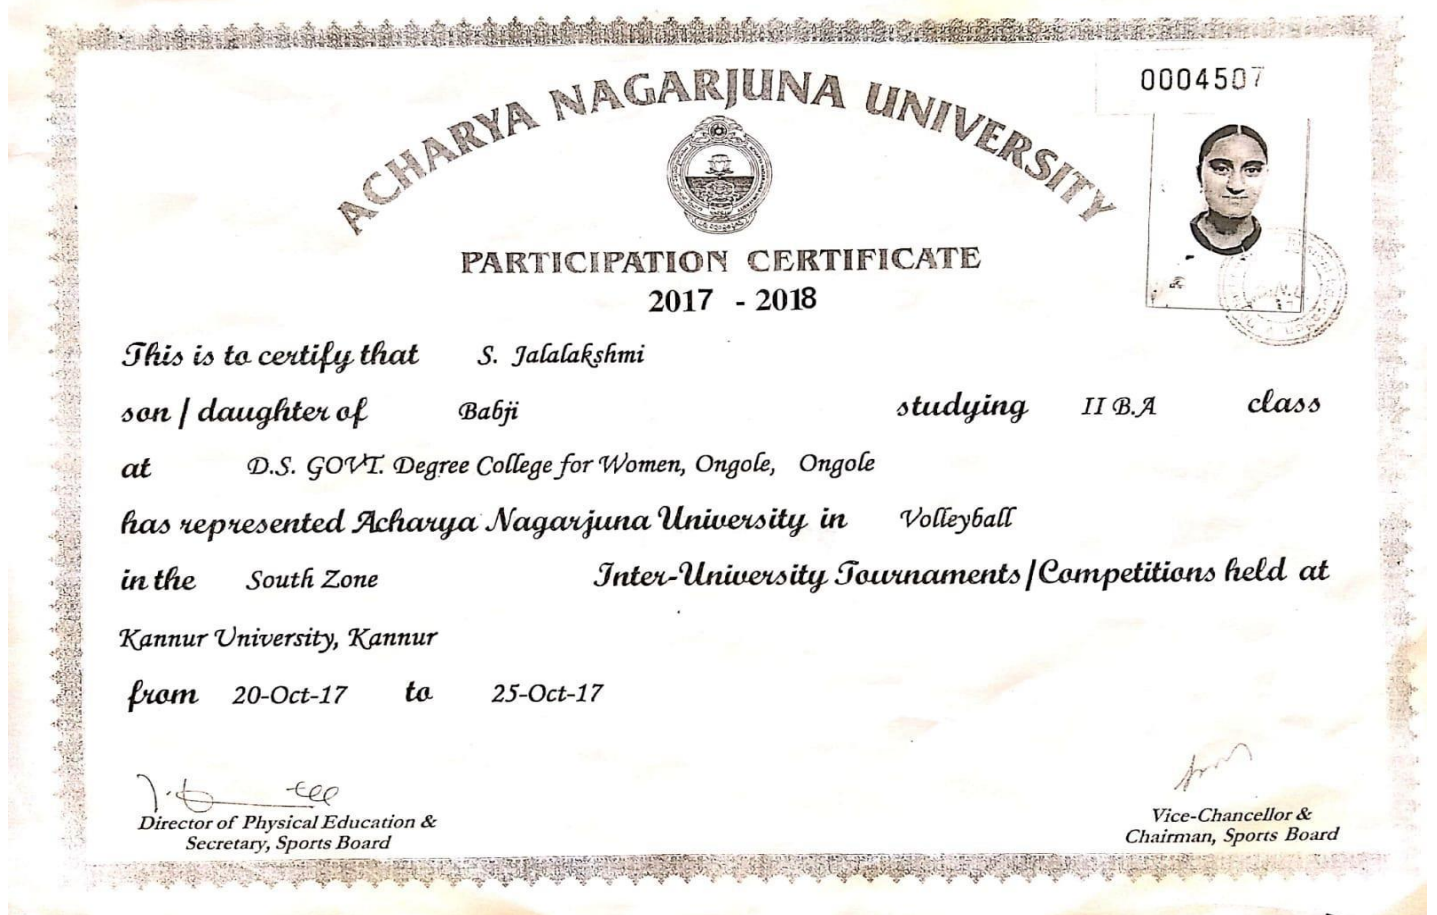 ACHARYA NAGARJUNA UNIVERSITY
0004507
PARTICIPATION CERTIFICATE
2017 - 2018
This is to certify that S. Jalalakshmi
son / daughter of Babji studying II B.A class
at D.S. GOVT. Degree College for Women, Ongole, Ongole
has represented Acharya Nagarjuna University in Volleyball
in the South Zone Inter-University Tournaments/Competitions held at
Kannur University, Kannur
from 20-Oct-17 to 25-Oct-17
Director of Physical Education &
Secretary, Sports Board
Vice-Chancellor &
Chairman, Sports Board